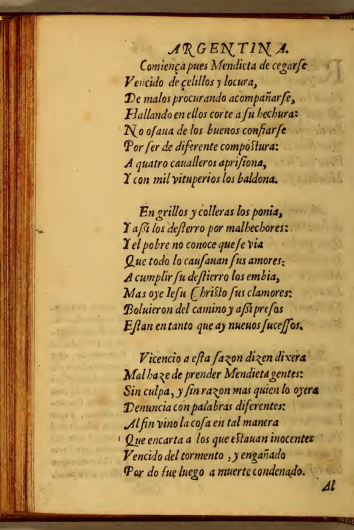 ARGENTINA.
Comiença pues Mendieta de cegarſe
Vencido de çelillos y locura,
De malos procurando acompañarſe,
Hallando en ellos corte a ſu hechura:
No oſaua de los buenos confiarſe
Por ſer de diferente compoſtura:
A quatro caualleros apriſiona,
Y con mil vituperios los baldona.
En grillos y colleras los ponia,
Y aſsi los deſterro por malhechores:
Y el pobre no conoce que ſe via
Que todo lo cauſauan ſus amores:
A cumplir ſu deſtierro los embia,
Mas oye Ieſu Chriſto ſus clamores:
Boluieron del camino y aſsi preſos
Eſtan en tanto que ay nueuos ſuceſſos.
Vicencio a eſta ſazon dizen dixera
Mal haze de prender Mendieta gentes:
Sin culpa, y ſin razon mas quien lo oyera
Denuncia con palabras diferentes:
Al fin vino la coſa en tal manera
Que encarta a los que eſtauan inocentes
Vencido del tormento, y engañado
Por do fue luego a muerte condenado.
Al